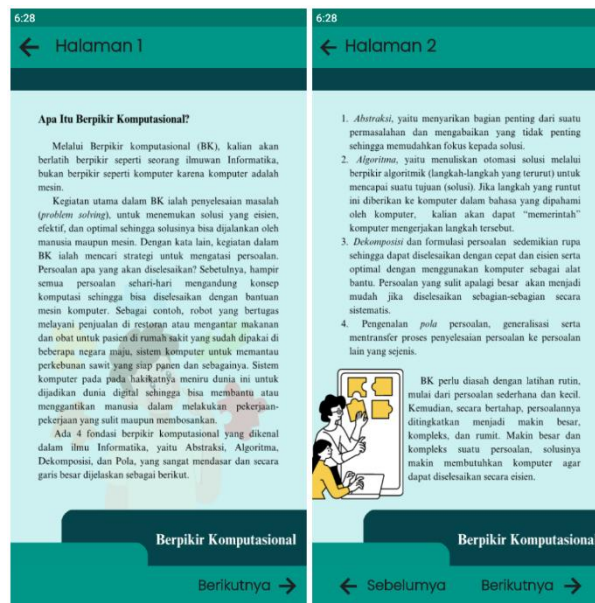 6:28
Halaman 1
Apa Itu Berpikir Komputasional?
Melalui Berpikir komputasional (BK), kalian akan
berlatih berpikir seperti seorang ilmuwan Informatika,
bukan berpikir seperti komputer karena komputer adalah
mesin.
Kegiatan utama dalam BK ialah penyelesaian masalah
(problem solving), untuk menemukan solusi yang eisien,
efektif, dan optimal sehingga solusinya bisa dijalankan oleh
manusia maupun mesin. Dengan kata lain, kegiatan dalam
BK ialah mencari strategi untuk mengatasi persoalan.
Persoalan apa yang akan diselesaikan? Sebetulnya, hampir
semua persoalan sehari-hari mengandung konsep
komputasi sehingga bisa diselesaikan dengan bantuan
mesin komputer. Sebagai contoh, robot yang bertugas
melayani penjualan di restoran atau mengantar makanan
dan obat untuk pasien di rumah sakit yang sudah dipakai di
beberapa negara maju, sistem komputer untuk memantau
perkebunan sawit yang siap panen dan sebagainya. Sistem
komputer pada pada hakikatnya meniru dunia ini untuk
dijadikan dunia digital sehingga bisa membantu atau
menggantikan manusia dalam melakukan pekerjaan-
pekerjaan yang sulit maupun membosankan.
Ada 4 fondasi berpikir komputasional yang dikenal
dalam ilmu Informatika, yaitu Abstraksi, Algoritma,
Dekomposisi, dan Pola, yang sangat mendasar dan secara
garis besar dijelaskan sebagai berikut.
Berpikir Komputasional
Berikutnya →
6:28
Halaman 2
1. Abstraksi, yaitu menyarikan bagian penting dari suatu
permasalahan dan mengabaikan yang tidak penting
sehingga memudahkan fokus kepada solusi.
2. Algoritma, yaitu menuliskan otomasi solusi melalui
berpikir algoritmik (langkah-langkah yang terurut) untuk
mencapai suatu tujuan (solusi). Jika langkah yang runtut
ini diberikan ke komputer dalam bahasa yang dipahami
oleh komputer, kalian akan dapat “memerintah”
komputer mengerjakan langkah tersebut.
3. Dekomposisi dan formulasi persoalan sedemikian rupa
sehingga dapat diselesaikan dengan cepat dan eisien serta
optimal dengan menggunakan komputer sebagai alat
bantu. Persoalan yang sulit apalagi besar akan menjadi
mudah jika diselesaikan sebagian-sebagian secara
sistematis.
4. Pengenalan pola persoalan, generalisasi serta
mentransfer proses penyelesaian persoalan ke persoalan
lain yang sejenis.
BK perlu diasah dengan latihan rutin,
mulai dari persoalan sederhana dan kecil.
Kemudian, secara bertahap, persoalannya
ditingkatkan menjadi makin besar,
kompleks, dan rumit. Makin besar dan
kompleks suatu persoalan, solusinya
makin membutuhkan komputer agar
dapat diselesaikan secara eisien.
Berpikir Komputasional
← Sebelumya Berikutnya →